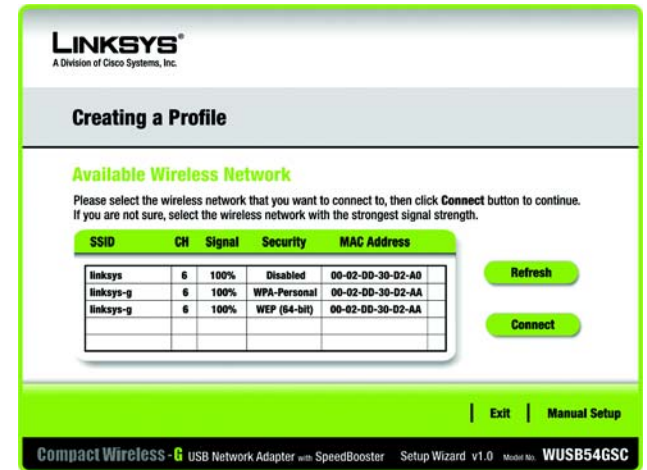 LINKSYS®
A Division of Cisco Systems, Inc.
Creating a Profile
Available Wireless Network
Please select the wireless network that you want to connect to, then click Connect button to continue.
If you are not sure, select the wireless network with the strongest signal strength.
SSID CH Signal Security MAC Address
linksys 6 100% Disabled 00-02-DD-30-D2-A0
linksys-g 6 100% WPA-Personal 00-02-DD-30-D2-AA
linksys-g 6 100% WEP (64-bit) 00-02-DD-30-D2-AA
Refresh
Connect
Exit Manual Setup
Compact Wireless-G USB Network Adapter with SpeedBooster Setup Wizard v1.0 Model No. WUSB54GSC